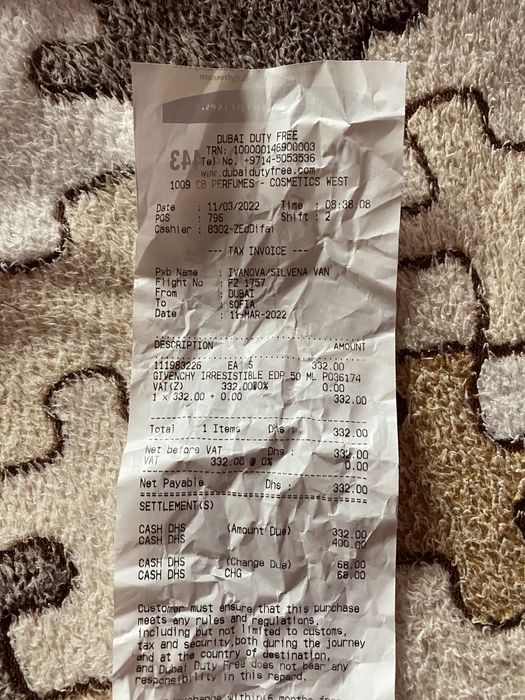 DUBAI DUTY FREE
TRN: 100000146900003
Tel No. +9714-5053536
www.dubaidutyfree.com
1009 CB PERFUMES - COSMETICS WEST
Date : 11/03/2022 Time : 08:38:08
POS : 796 Shift : 2
Cashier : 8302-ZEdDifal
--- TAX INVOICE ---
Pxb Name : IVANOVA/SILVENA VAN
Flight No : FZ 1757
From : DUBAI
To : SOFIA
Date : 11-MAR-2022
DESCRIPTION AMOUNT
111983226 EA 5 332.00
GIVENCHY IRRESISTIBLE EDP 50 ML P036174
VAT(Z) 332.00@0% 0.00
1 x 332.00 + 0.00 332.00
Total 1 Items Dhs : 332.00
Net before VAT Dhs : 332.00
VAT 332.00 @ 0% 0.00
Net Payable Dhs : 332.00
SETTLEMENT(S)
CASH DHS (Amount Due) 332.00
CASH DHS 400.00
CASH DHS (Change Due) 68.00
CASH DHS CHG 68.00
Customer must ensure that this purchase
meets any rules and regulations,
including but not limited to customs,
tax and security, both during the journey
and at the country of destination,
and Dubai Duty Free does not bear any
responsibility in this regard.